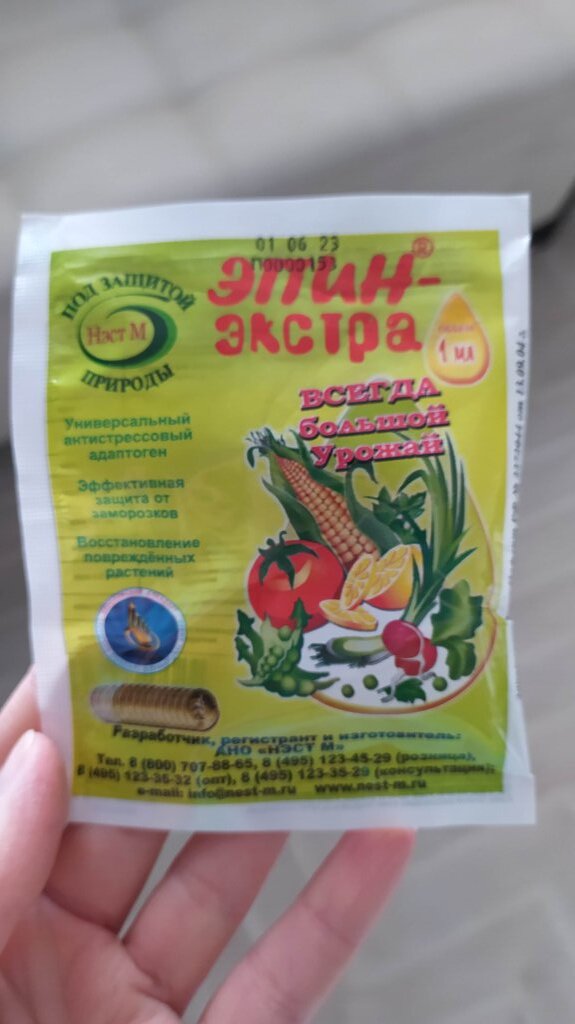 01 06 23
П0000153
ЭПИН-
экстра
®
ПОД ЗАЩИТОЙ
Нэст М
ПРИРОДЫ
1 мл
ВСЕГДА
большой
Урожай
Универсальный
антистрессовый
адаптоген
Эффективная
защита от
заморозков
Восстановление
повреждённых
растений
Разработчик, регистрант и изготовитель:
АНО «НЭСТ М»
Тел. 8 (800) 707-88-65, 8 (495) 123-45-29 (розница),
8 (495) 123-35-32 (опт), 8 (495) 123-35-29 (консультация),
e-mail: info@nest-m.ru www.nest-m.ru